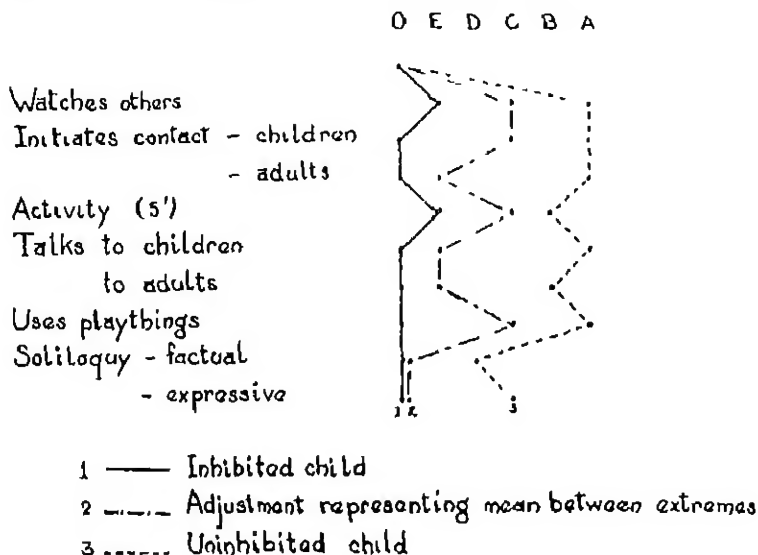 O E D C B A
Watches others
Initiates contact - children
- adults
Activity (5')
Talks to children
to adults
Uses playthings
Soliloquy - factual
- expressive
1 2 3
1 Inhibited child
2 Adjustment representing mean between extremes
3 Uninhibited child